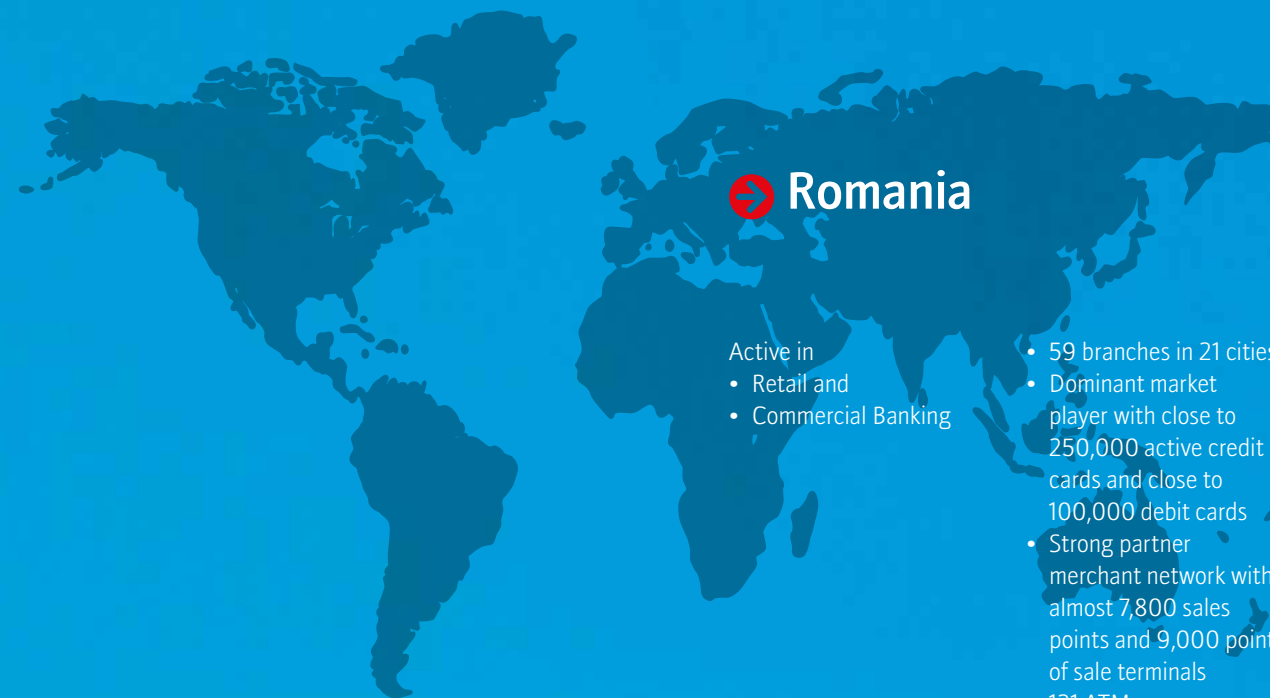 Romania
Active in
• Retail and
• Commercial Banking
• 59 branches in 21 cities
• Dominant market
player with close to
250,000 active credit
cards and close to
100,000 debit cards
• Strong partner
merchant network with
almost 7,800 sales
points and 9,000 point
of sale terminals